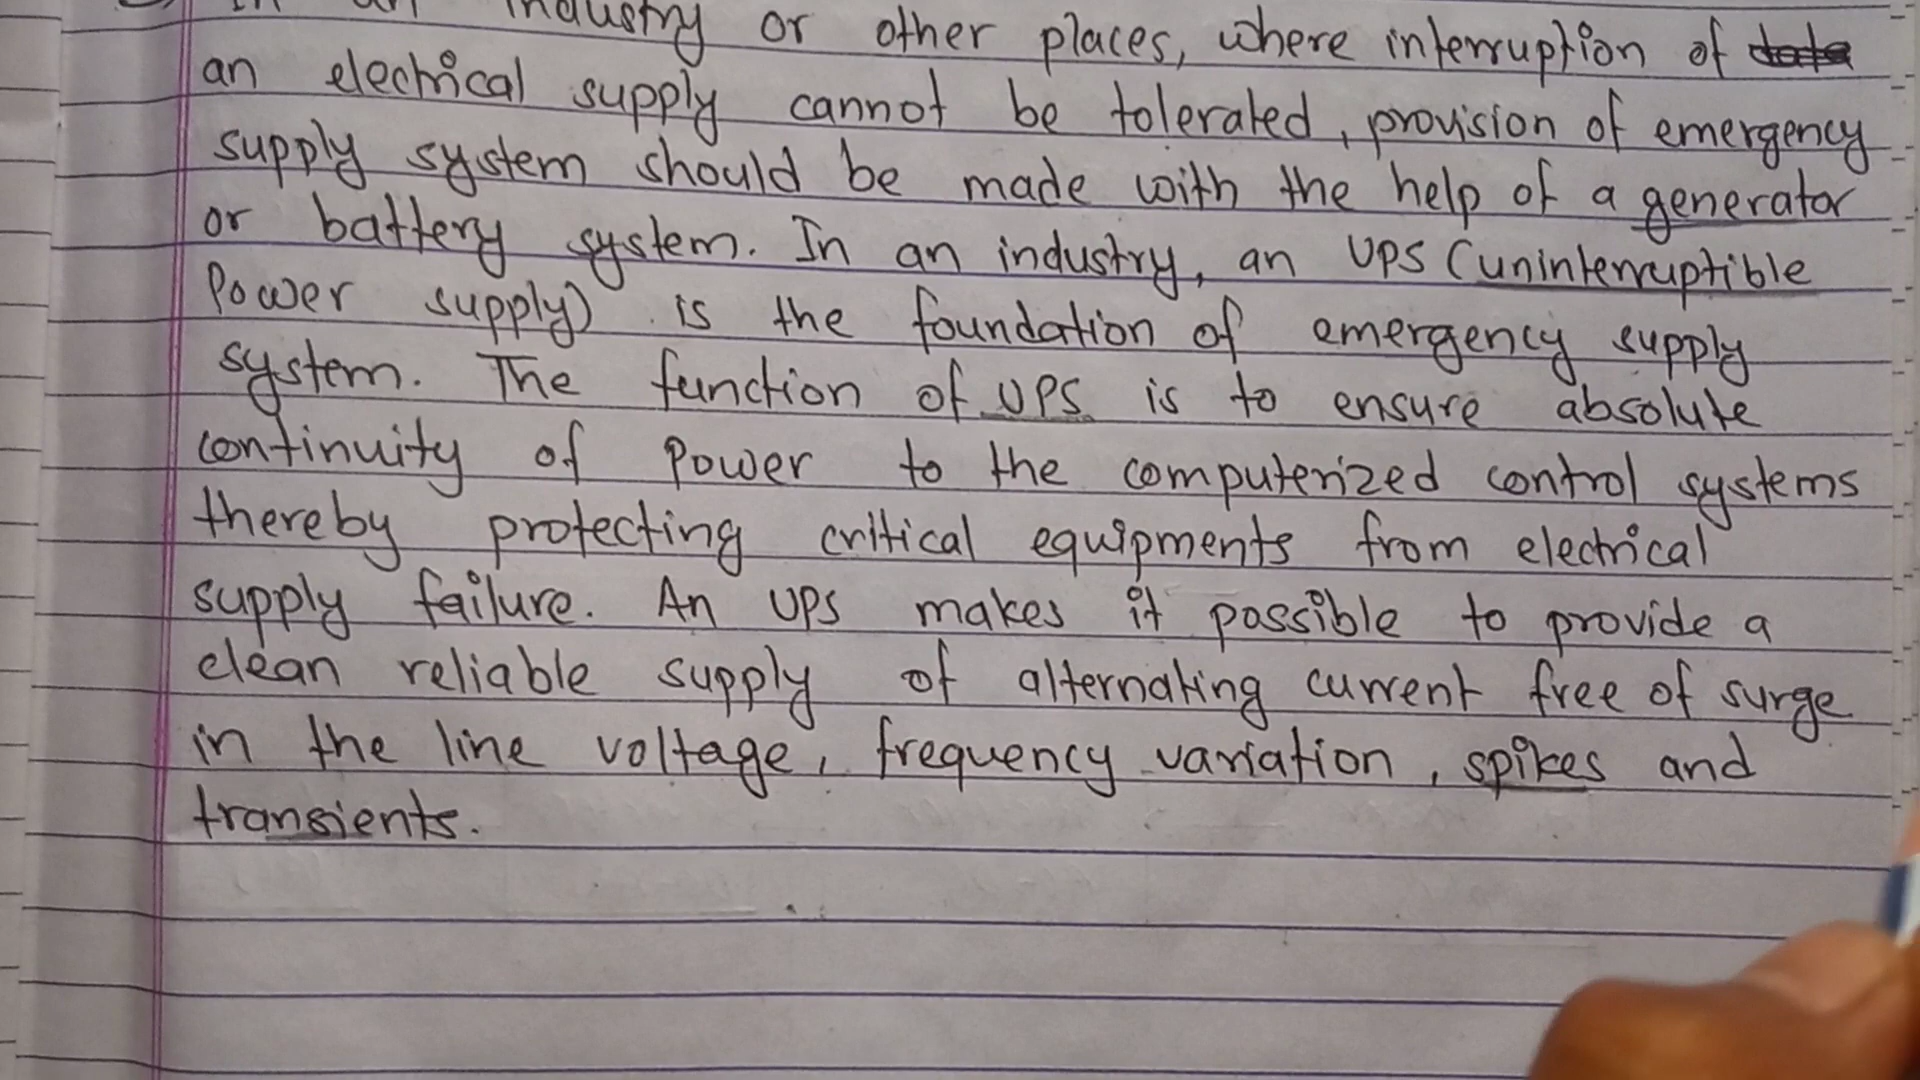 In an industry or other places, where interruption of
an electrical supply cannot be tolerated, provision of emergency
supply system should be made with the help of a generator
or battery system. In an industry, an UPS (uninterruptible
Power supply) is the foundation of emergency supply
system. The function of UPS is to ensure absolute
continuity of Power to the computerized control systems
thereby protecting critical equipments from electrical
supply failure. An UPS makes it possible to provide a
clean reliable supply of alternating current free of surge
in the line voltage, frequency variation, spikes and
transients.